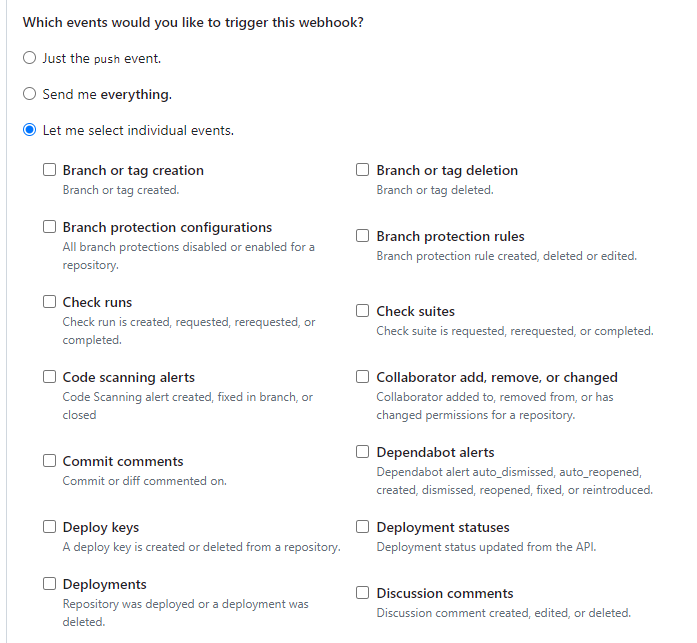 Which events would you like to trigger this webhook?
Just the push event.
Send me everything.
Let me select individual events.
Branch or tag creation
Branch or tag created.
Branch or tag deletion
Branch or tag deleted.
Branch protection configurations
All branch protections disabled or enabled for a
repository.
Branch protection rules
Branch protection rule created, deleted or edited.
Check runs
Check run is created, requested, rerequested, or
completed.
Check suites
Check suite is requested, rerequested, or completed.
Code scanning alerts
Code Scanning alert created, fixed in branch, or
closed
Collaborator add, remove, or changed
Collaborator added to, removed from, or has
changed permissions for a repository.
Commit comments
Commit or diff commented on.
Dependabot alerts
Dependabot alert auto_dismissed, auto_reopened,
created, dismissed, reopened, fixed, or reintroduced.
Deploy keys
A deploy key is created or deleted from a repository.
Deployment statuses
Deployment status updated from the API.
Deployments
Repository was deployed or a deployment was
deleted.
Discussion comments
Discussion comment created, edited, or deleted.